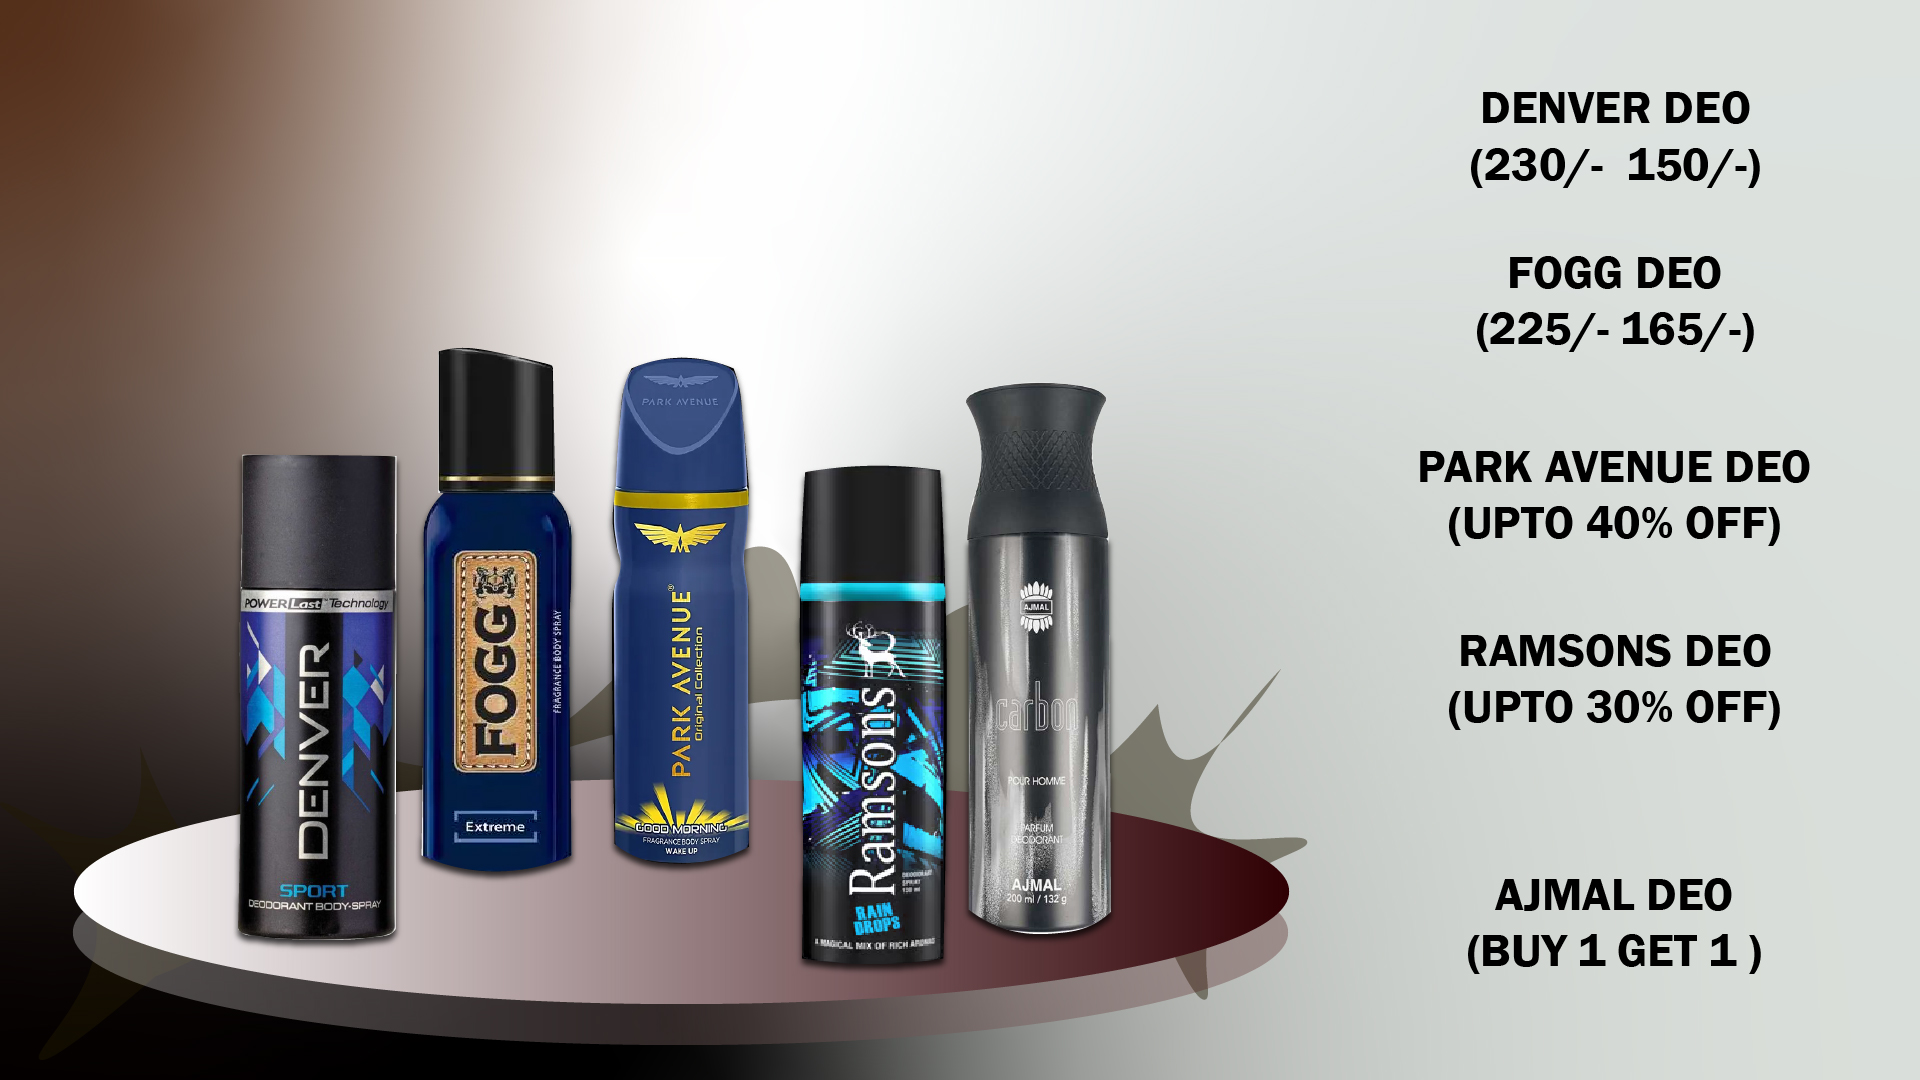 DENVER DEO
(230/- 150/-)
FOGG DEO
(225/- 165/-)
PARK AVENUE DEO
(UPTO 40% OFF)
RAMSONS DEO
(UPTO 30% OFF)
AJMAL DEO
(BUY 1 GET 1 )
POWER Last Technology
DENVER
SPORT
DEODORANT BODY-SPRAY
FOGG
FRAGRANCE BODY SPRAY
Extreme
PARK AVENUE
PARK AVENUE®
Original Collection
GOOD MORNING
FRAGRANCE BODY SPRAY
WAKE UP
Ramsons
DEODORANT
SPRAY
RAIN
DROPS
A MAGICAL MIX OF RICH
AJMAL
carbon
POUR HOMME
PARFUM
DEODORANT
AJMAL
200 ml / 132 g